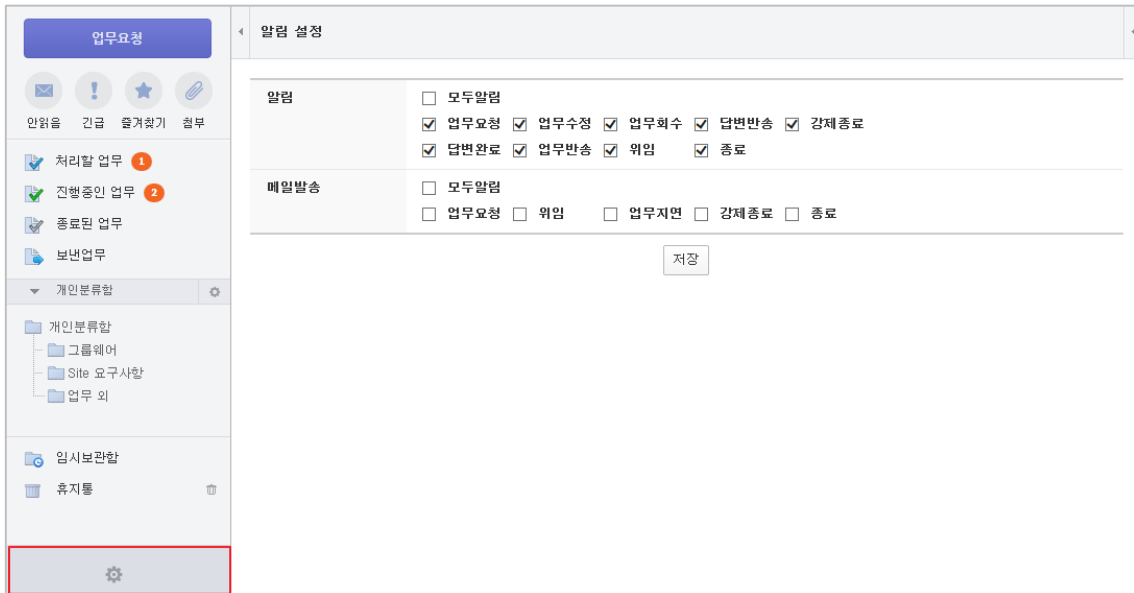 업무요청
안읽음 긴급 즐겨찾기 첨부
처리할 업무 1
진행중인 업무 2
종료된 업무
보낸업무
개인분류함
개인분류함
그룹웨어
Site 요구사항
업무 외
임시보관함
휴지통
알림 설정
알림
모두알림
업무요청 업무수정 업무회수 답변반송 강제종료
답변완료 업무반송 위임 종료
메일발송
모두알림
업무요청 위임 업무지연 강제종료 종료
저장